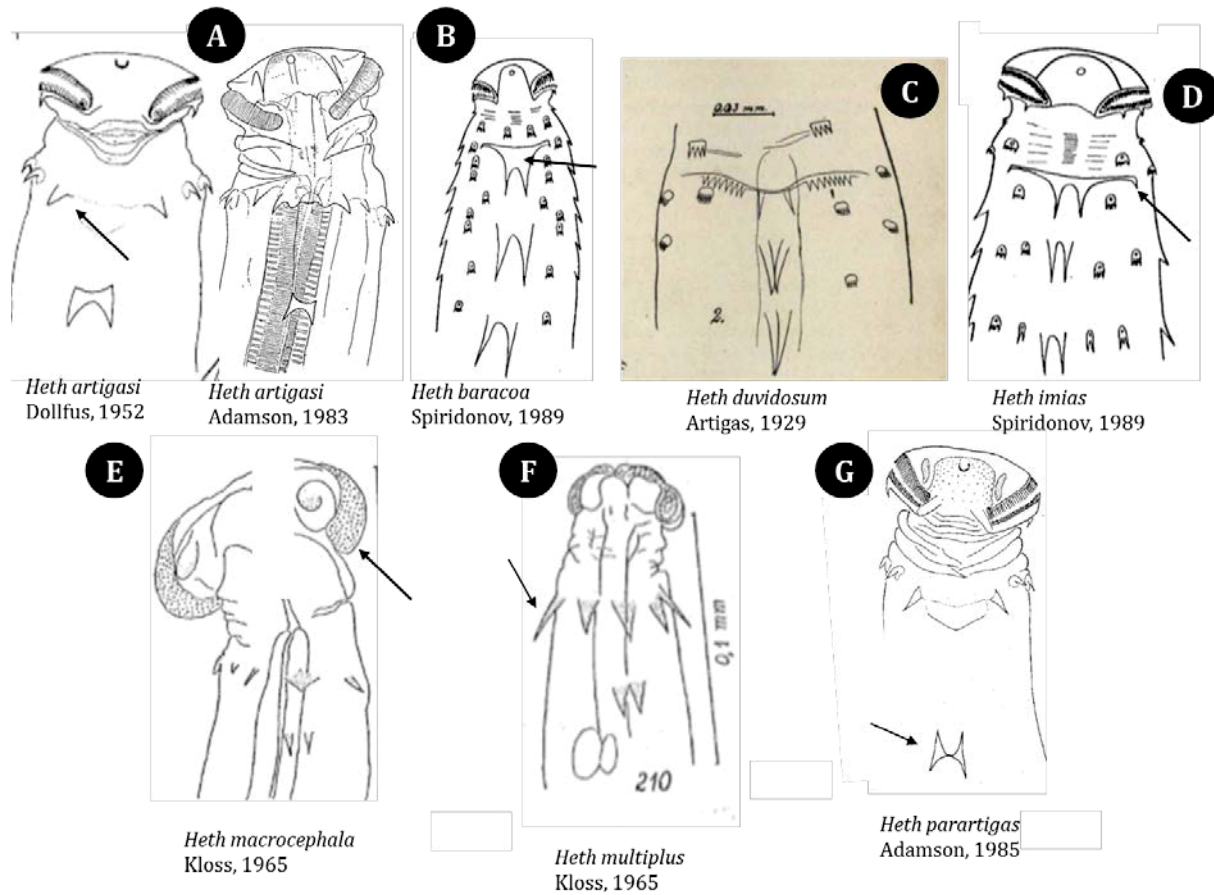 A
B
C
D
0,03 mm.
2.
Heth artigasi
Dollfus, 1952
Heth artigasi
Adamson, 1983
Heth baracoa
Spiridonov, 1989
Heth duvidosum
Artigas, 1929
Heth imias
Spiridonov, 1989
E
F
G
0,1 mm
210
Heth macrocephala
Kloss, 1965
Heth multiplus
Kloss, 1965
Heth parartigas
Adamson, 1985